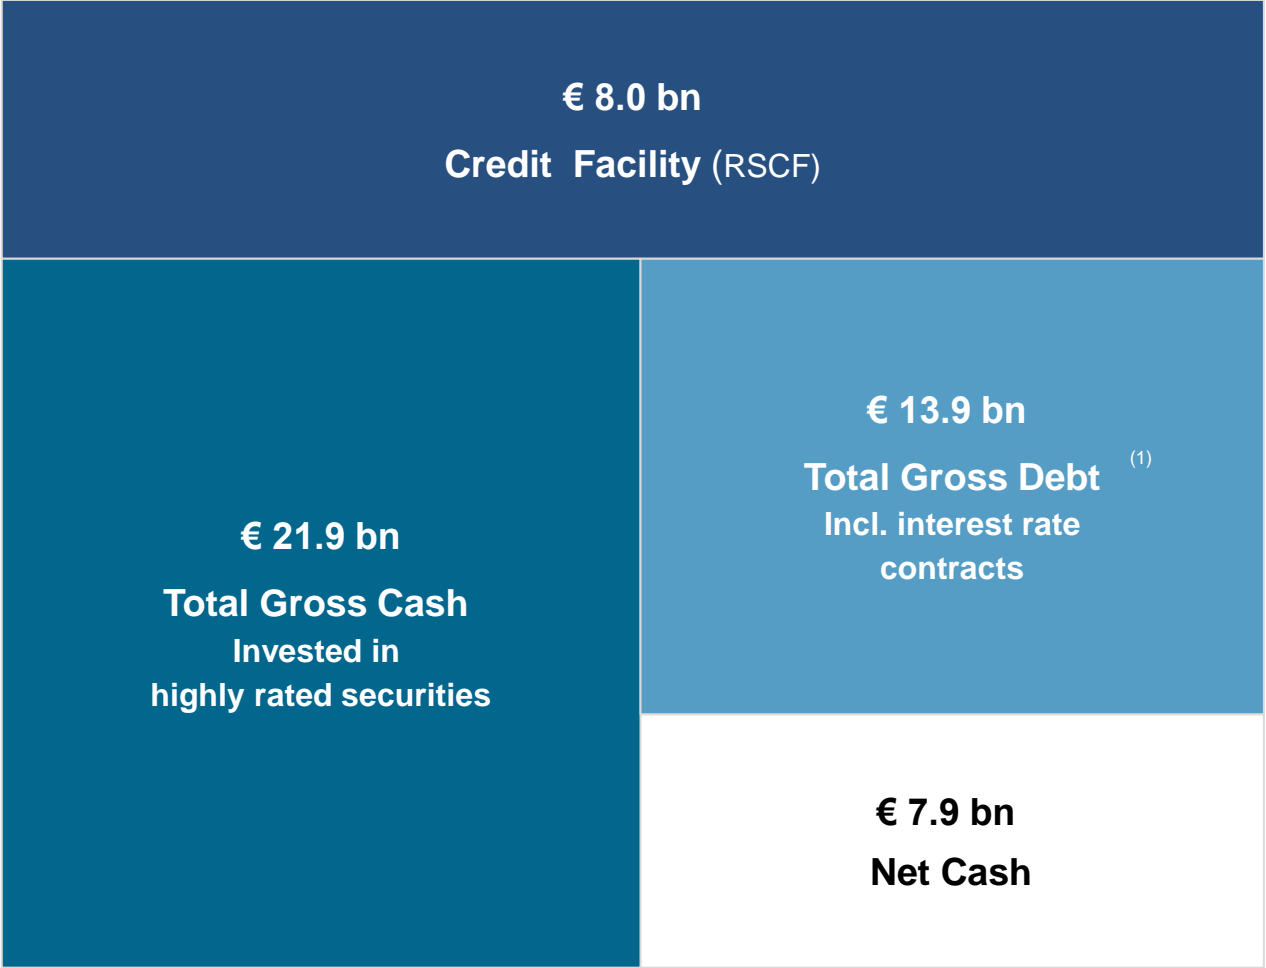 € 8.0 bn
Credit Facility (RSCF)
€ 21.9 bn
Total Gross Cash
Invested in
highly rated securities
€ 13.9 bn
Total Gross Debt (1)
Incl. interest rate
contracts
€ 7.9 bn
Net Cash